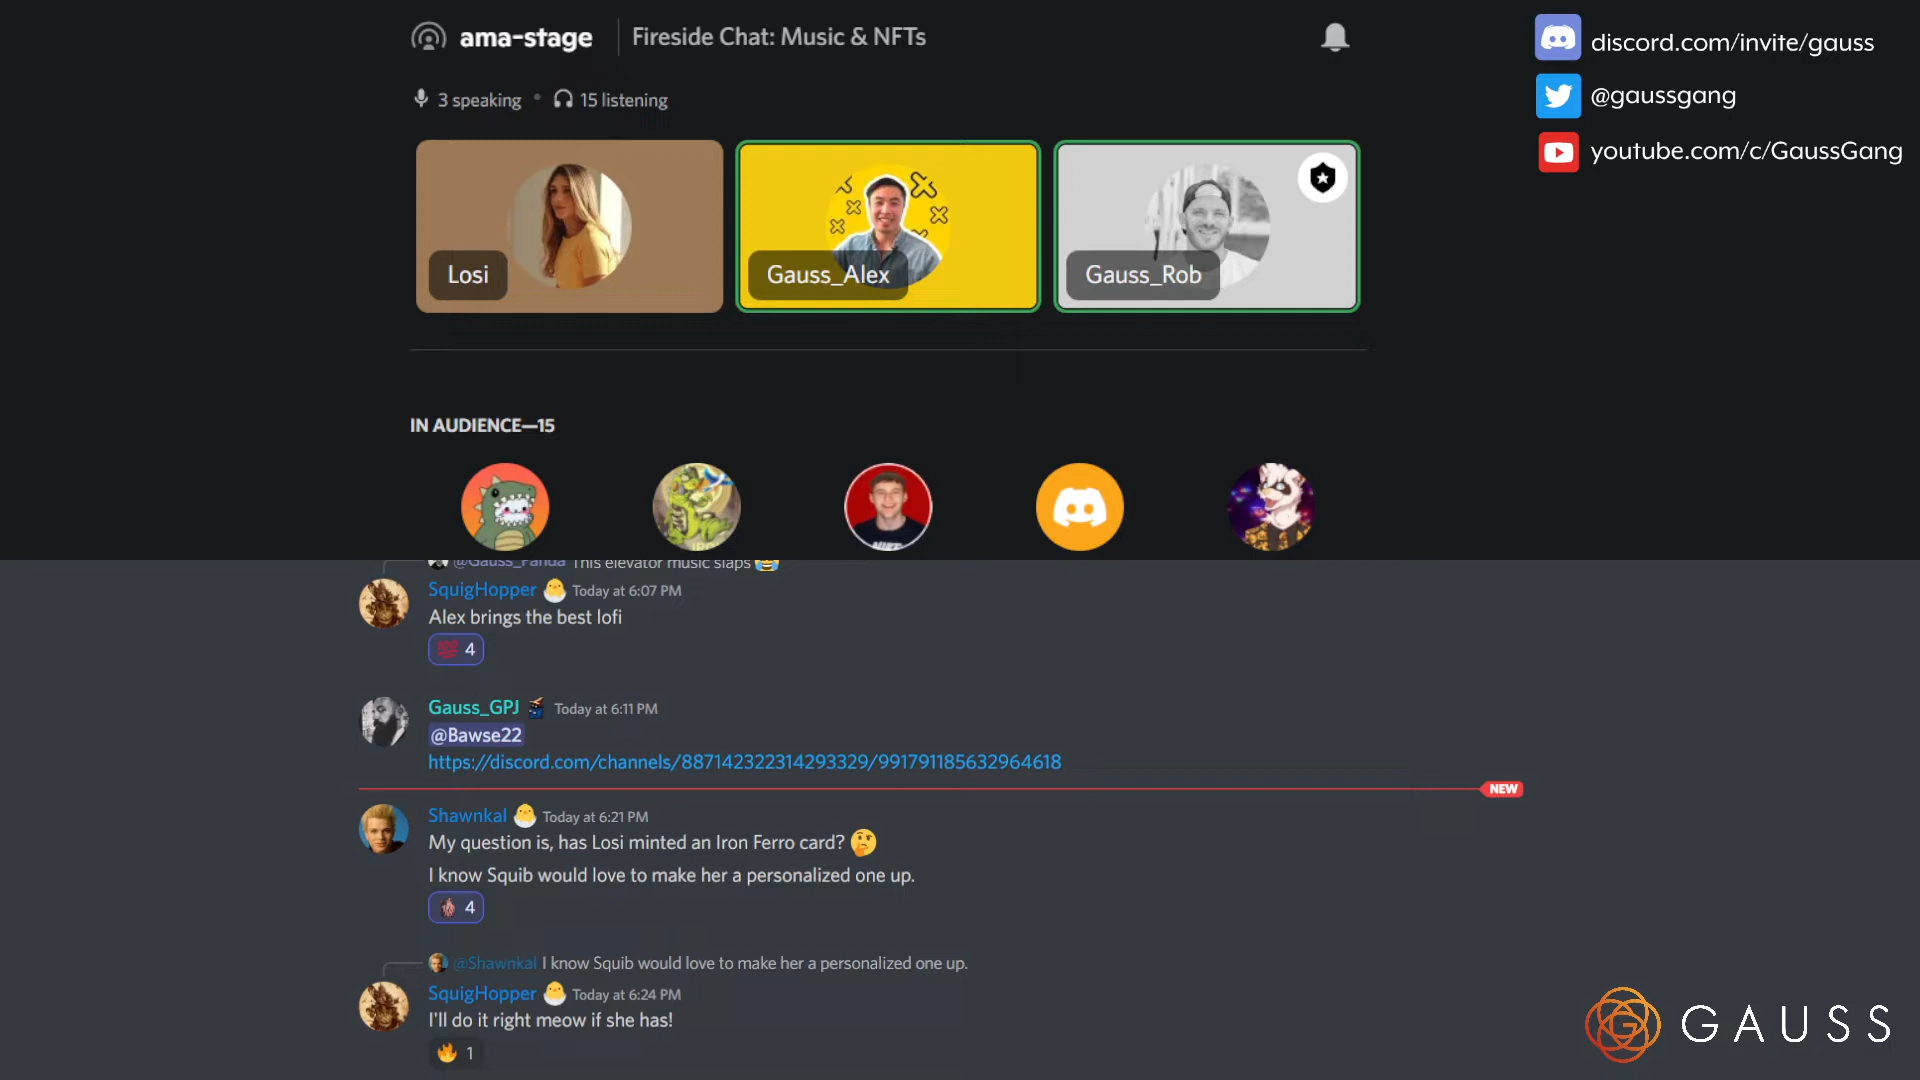 ama-stage
Fireside Chat: Music & NFTs
discord.com/invite/gauss
@gaussgang
youtube.com/c/GaussGang
3 speaking • 15 listening
Losi
Gauss_Alex
Gauss_Rob
IN AUDIENCE—15
@Gauss_Panda This elevator music slaps 😂
SquigHopper 🐣 Today at 6:07 PM
Alex brings the best lofi
💯 4
Gauss_GPJ Today at 6:11 PM
@Bawse22
https://discord.com/channels/887142322314293329/991791185632964618
NEW
Shawnkal 🐣 Today at 6:21 PM
My question is, has Losi minted an Iron Ferro card? 🤔
I know Squib would love to make her a personalized one up.
4
@Shawnkal I know Squib would love to make her a personalized one up.
SquigHopper 🐣 Today at 6:24 PM
I'll do it right meow if she has!
🔥 1
GAUSS